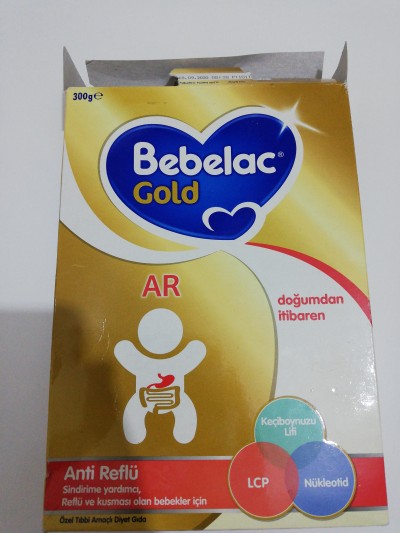 300g e
Bebelac®
Gold
AR
doğumdan
itibaren
Keçiboynuzu
Lifi
LCP
Nükleotid
Anti Reflü
Sindirime yardımcı,
Reflü ve kusması olan bebekler için
Özel Tıbbi Amaçlı Diyet Gıda